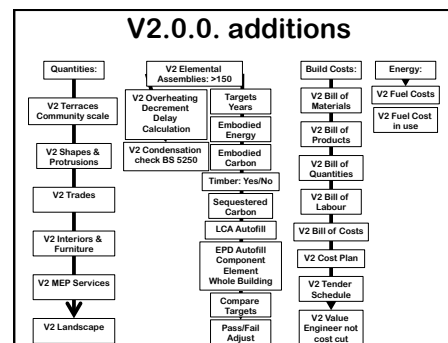 V2.0.0. additions
Quantities:
V2 Terraces
Community scale
V2 Shapes &
Protrusions
V2 Trades
V2 Interiors &
Furniture
V2 MEP Services
V2 Landscape
V2 Elemental
Assemblies: >150
V2 Overheating
Decrement
Delay
Calculation
V2 Condensation
check BS 5250
Targets
Years
Embodied
Energy
Embodied
Carbon
Timber: Yes/No
Sequestered
Carbon
LCA Autofill
EPD Autofill
Component
Element
Whole Building
Compare
Targets
Pass/Fail
Adjust
Build Costs:
V2 Bill of
Materials
V2 Bill of
Products
V2 Bill of
Quantities
V2 Bill of
Labour
V2 Bill of Costs
V2 Cost Plan
V2 Tender
Schedule
V2 Value
Engineer not
cost cut
Energy:
V2 Fuel Costs
V2 Fuel Cost
in use